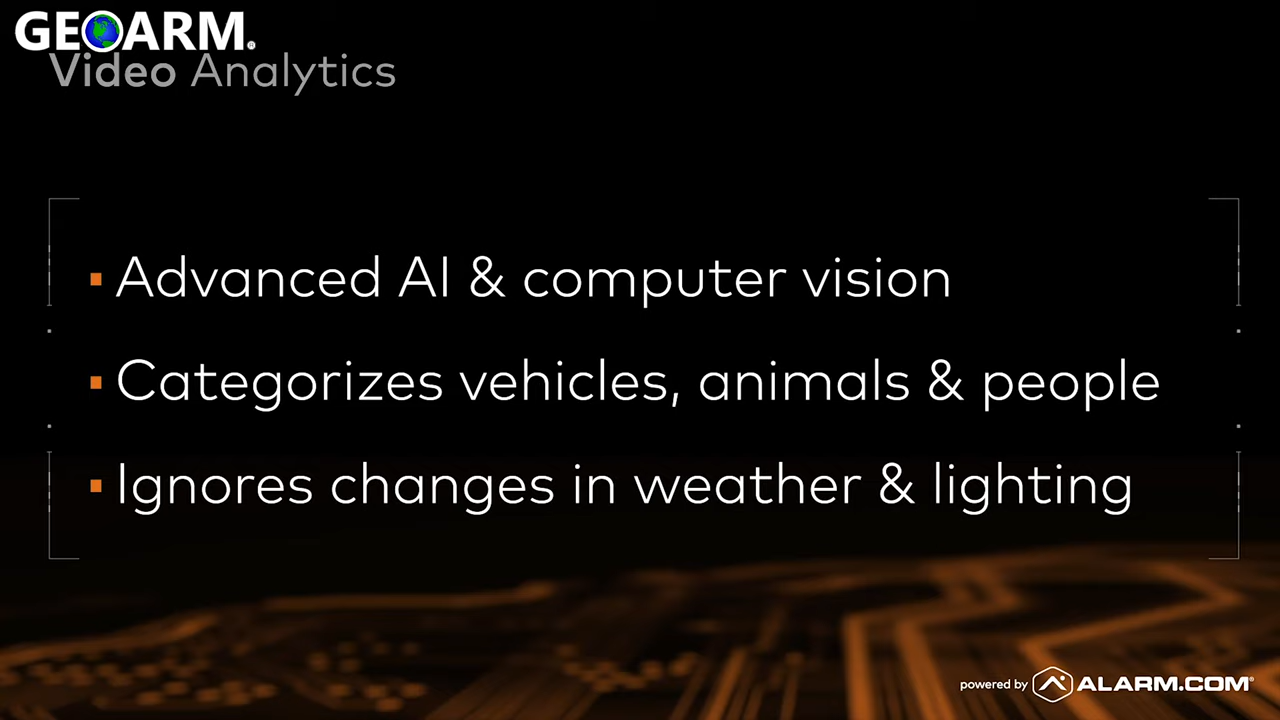 GEOARM®
Video Analytics
▪ Advanced AI & computer vision
▪ Categorizes vehicles, animals & people
▪ Ignores changes in weather & lighting
powered by ALARM.COM®